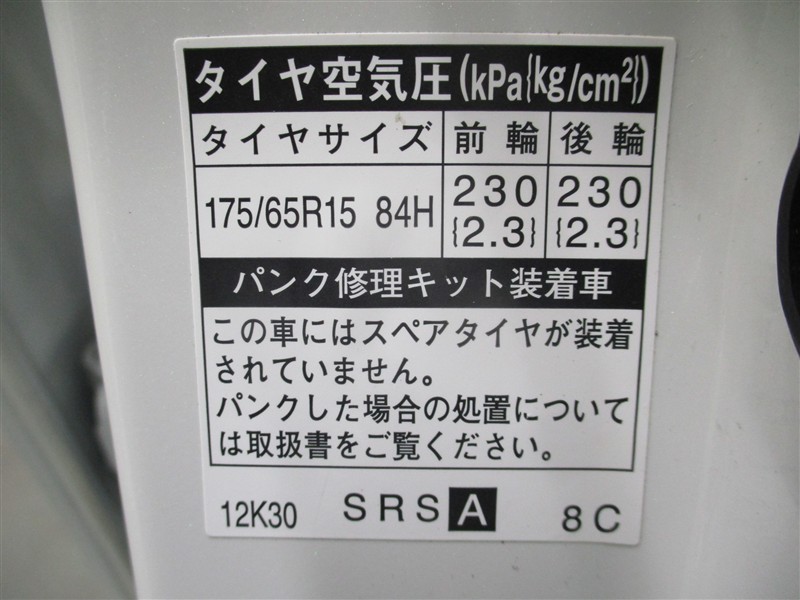 タイヤ空気圧(kPa{kg/cm²})
タイヤサイズ 前輪 後輪
175/65R15 84H 230 230
{2.3} {2.3}
パンク修理キット装着車
この車にはスペアタイヤが装着
されていません。
パンクした場合の処置について
は取扱書をご覧ください。
12K30 SRS A 8C